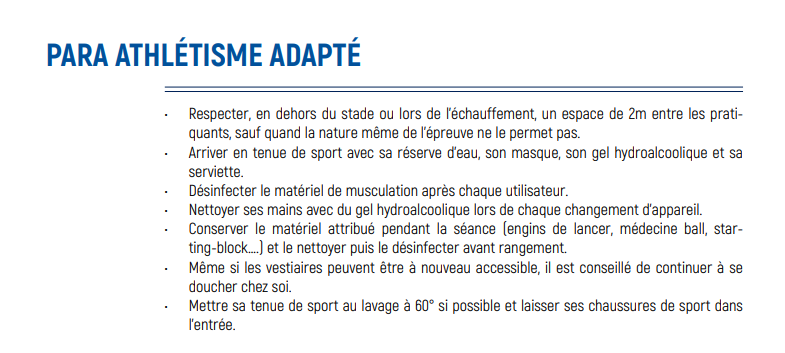 PARA ATHLÉTISME ADAPTÉ
· Respecter, en dehors du stade ou lors de l'échauffement, un espace de 2m entre les prati-
quants, sauf quand la nature même de l'épreuve ne le permet pas.
· Arriver en tenue de sport avec sa réserve d'eau, son masque, son gel hydroalcoolique et sa
serviette.
· Désinfecter le matériel de musculation après chaque utilisateur.
· Nettoyer ses mains avec du gel hydroalcoolique lors de chaque changement d'appareil.
· Conserver le matériel attribué pendant la séance (engins de lancer, médecine ball, star-
ting-block....) et le nettoyer puis le désinfecter avant rangement.
· Même si les vestiaires peuvent être à nouveau accessible, il est conseillé de continuer à se
doucher chez soi.
· Mettre sa tenue de sport au lavage à 60° si possible et laisser ses chaussures de sport dans
l'entrée.